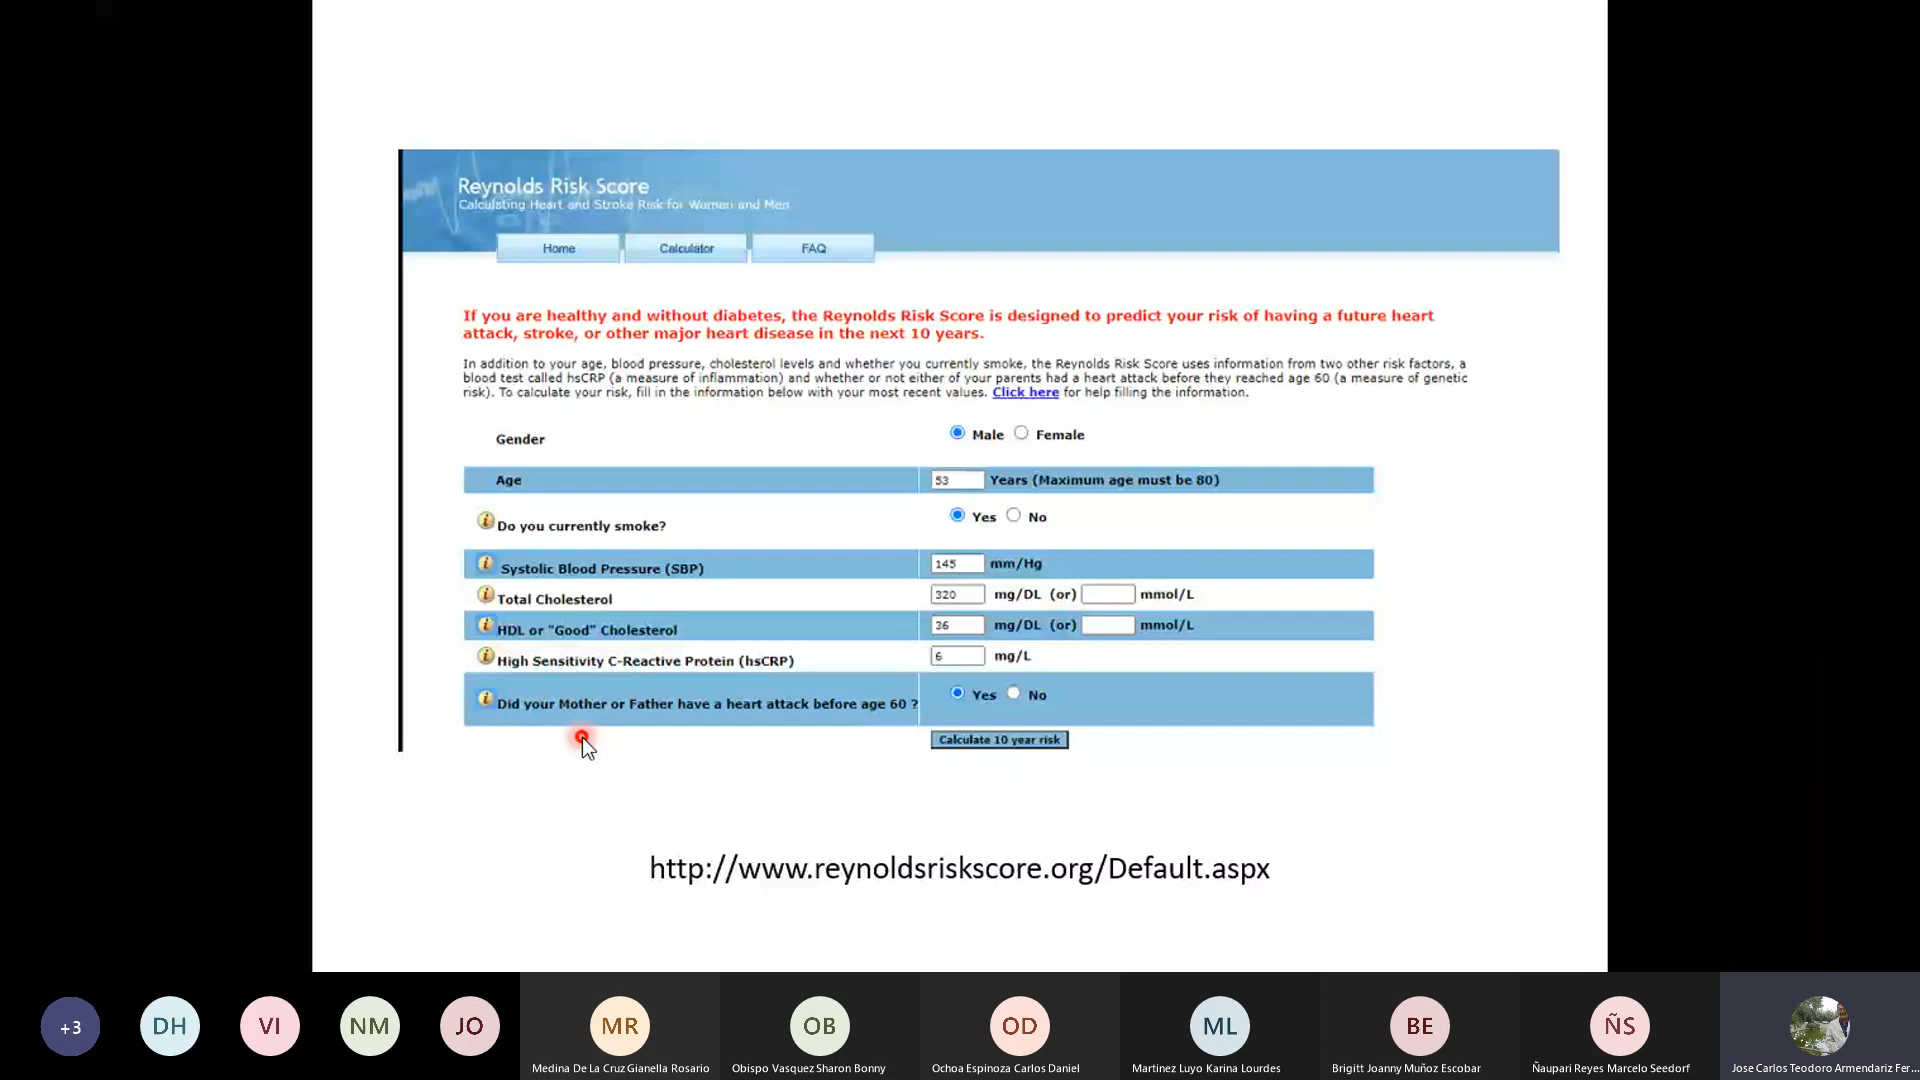 Reynolds Risk Score
Calculating Heart and Stroke Risk for Women and Men
Home Calculator FAQ
If you are healthy and without diabetes, the Reynolds Risk Score is designed to predict your risk of having a future heart
attack, stroke, or other major heart disease in the next 10 years.
In addition to your age, blood pressure, cholesterol levels and whether you currently smoke, the Reynolds Risk Score uses information from two other risk factors, a
blood test called hsCRP (a measure of inflammation) and whether or not either of your parents had a heart attack before they reached age 60 (a measure of genetic
risk). To calculate your risk, fill in the information below with your most recent values. Click here for help filling the information.
Gender Male Female
Age 53 Years (Maximum age must be 80)
Do you currently smoke? Yes No
Systolic Blood Pressure (SBP) 145 mm/Hg
Total Cholesterol 320 mg/DL (or) mmol/L
HDL or "Good" Cholesterol 36 mg/DL (or) mmol/L
High Sensitivity C-Reactive Protein (hsCRP) 6 mg/L
Did your Mother or Father have a heart attack before age 60 ? Yes No
Calculate 10 year risk
http://www.reynoldsriskscore.org/Default.aspx
+3 DH VI NM JO MR OB OD ML BE ÑS
Medina De La Cruz Gianella Rosario Obispo Vasquez Sharon Bonny Ochoa Espinoza Carlos Daniel Martinez Luyo Karina Lourdes Brigitt Joanny Muñoz Escobar Ñaupari Reyes Marcelo Seedorf Jose Carlos Teodoro Armendariz Fer...